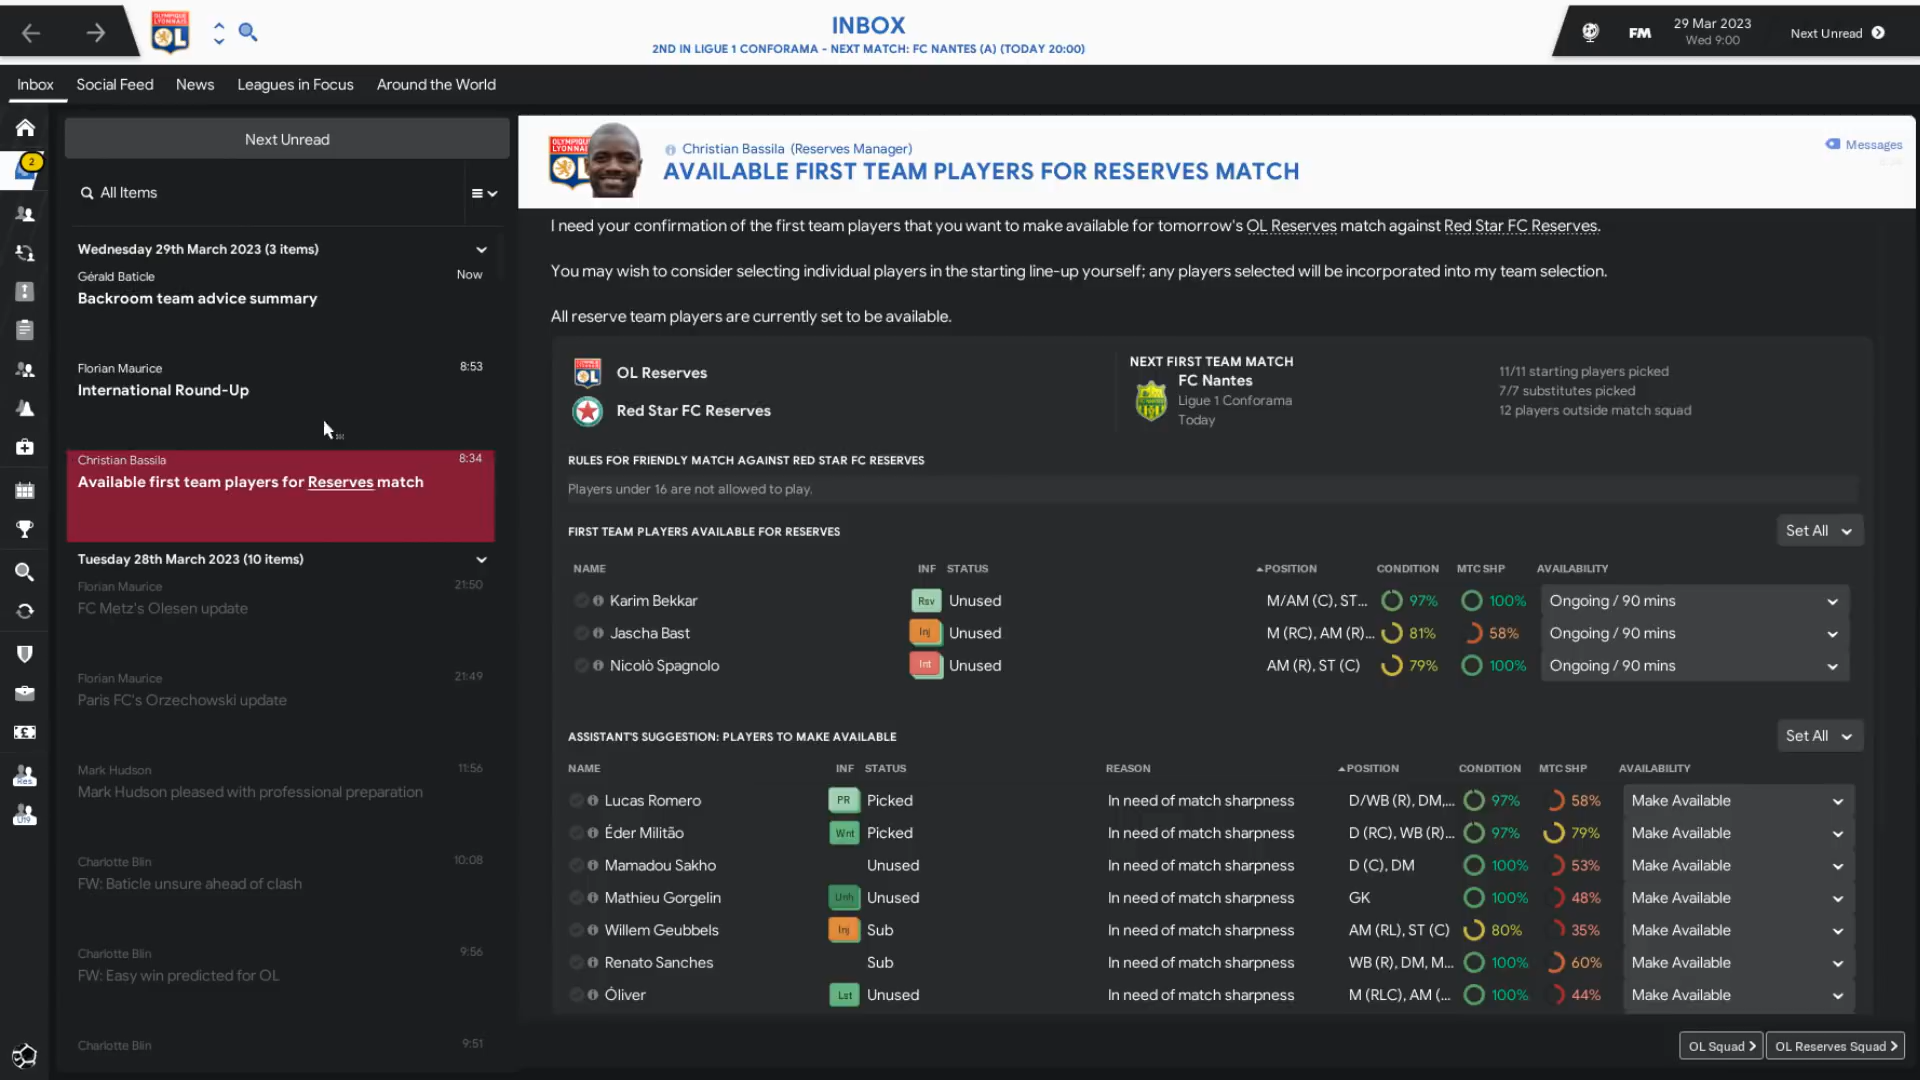 INBOX
2ND IN LIGUE 1 CONFORAMA - NEXT MATCH: FC NANTES (A) (TODAY 20:00)
FM
29 Mar 2023
Wed 9:00
Next Unread
Inbox Social Feed News Leagues in Focus Around the World
2
Next Unread
All Items
Wednesday 29th March 2023 (3 items)
Gérald Baticle Now
Backroom team advice summary
Florian Maurice 8:53
International Round-Up
Christian Bassila 8:34
Available first team players for Reserves match
Tuesday 28th March 2023 (10 items)
Florian Maurice 21:50
FC Metz's Olesen update
Florian Maurice 21:49
Paris FC's Orzechowski update
Mark Hudson 11:56
Mark Hudson pleased with professional preparation
Charlotte Blin 10:08
FW: Baticle unsure ahead of clash
Charlotte Blin 9:56
FW: Easy win predicted for OL
Charlotte Blin 9:51
Christian Bassila (Reserves Manager)
AVAILABLE FIRST TEAM PLAYERS FOR RESERVES MATCH
Messages
I need your confirmation of the first team players that you want to make available for tomorrow's OL Reserves match against Red Star FC Reserves.
You may wish to consider selecting individual players in the starting line-up yourself; any players selected will be incorporated into my team selection.
All reserve team players are currently set to be available.
OL Reserves
Red Star FC Reserves
NEXT FIRST TEAM MATCH
FC Nantes
Ligue 1 Conforama
Today
11/11 starting players picked
7/7 substitutes picked
12 players outside match squad
RULES FOR FRIENDLY MATCH AGAINST RED STAR FC RESERVES
Players under 16 are not allowed to play.
FIRST TEAM PLAYERS AVAILABLE FOR RESERVES Set All
NAME INF STATUS POSITION CONDITION MTC SHP AVAILABILITY
Karim Bekkar Rsv Unused M/AM (C), ST... 97% 100% Ongoing / 90 mins
Jascha Bast Inj Unused M (RC), AM (R)... 81% 58% Ongoing / 90 mins
Nicolò Spagnolo Int Unused AM (R), ST (C) 79% 100% Ongoing / 90 mins
ASSISTANT'S SUGGESTION: PLAYERS TO MAKE AVAILABLE Set All
NAME INF STATUS REASON POSITION CONDITION MTC SHP AVAILABILITY
Lucas Romero PR Picked In need of match sharpness D/WB (R), DM,... 97% 58% Make Available
Éder Militão Wnt Picked In need of match sharpness D (RC), WB (R)... 97% 79% Make Available
Mamadou Sakho Unused In need of match sharpness D (C), DM 100% 53% Make Available
Mathieu Gorgelin Unh Unused In need of match sharpness GK 100% 48% Make Available
Willem Geubbels Inj Sub In need of match sharpness AM (RL), ST (C) 80% 35% Make Available
Renato Sanches Sub In need of match sharpness WB (R), DM, M... 100% 60% Make Available
Óliver Lst Unused In need of match sharpness M (RLC), AM (... 100% 44% Make Available
OL Squad OL Reserves Squad